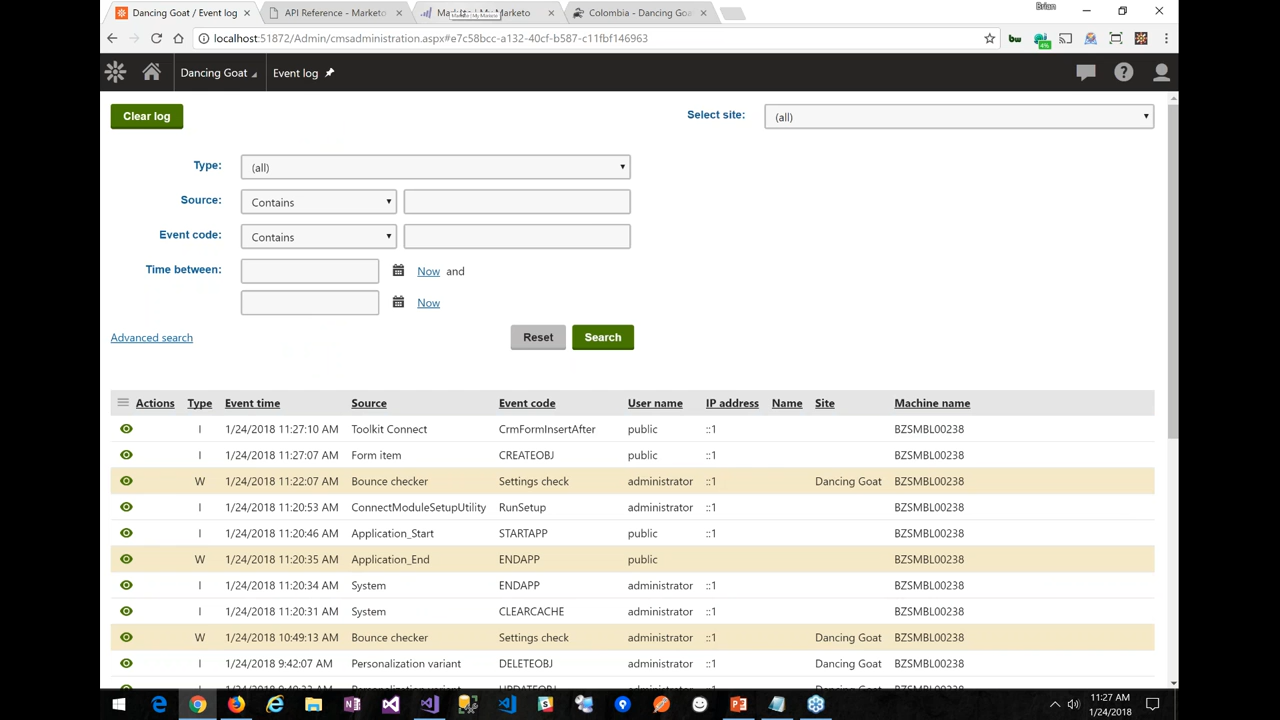 Dancing Goat / Event log
API Reference - Marketo
Marketo | My Marketo
Colombia - Dancing Goa
Brian
localhost:51872/Admin/cmsadministration.aspx#e7c58bcc-a132-40cf-b587-c11fbf146963
4%
Dancing Goat
Event log
Clear log
Select site:
(all)
Type:
(all)
Source:
Contains
Event code:
Contains
Time between:
Now and
Now
Advanced search
Reset
Search
Actions Type Event time Source Event code User name IP address Name Site Machine name
I 1/24/2018 11:27:10 AM Toolkit Connect CrmFormInsertAfter public ::1 BZSMBL00238
I 1/24/2018 11:27:07 AM Form item CREATEOBJ public ::1 BZSMBL00238
W 1/24/2018 11:22:07 AM Bounce checker Settings check administrator ::1 Dancing Goat BZSMBL00238
I 1/24/2018 11:20:53 AM ConnectModuleSetupUtility RunSetup administrator ::1 BZSMBL00238
I 1/24/2018 11:20:46 AM Application_Start STARTAPP public ::1 BZSMBL00238
W 1/24/2018 11:20:35 AM Application_End ENDAPP public BZSMBL00238
I 1/24/2018 11:20:34 AM System ENDAPP administrator ::1 BZSMBL00238
I 1/24/2018 11:20:31 AM System CLEARCACHE administrator ::1 BZSMBL00238
W 1/24/2018 10:49:13 AM Bounce checker Settings check administrator ::1 Dancing Goat BZSMBL00238
I 1/24/2018 9:42:07 AM Personalization variant DELETEOBJ administrator ::1 Dancing Goat BZSMBL00238
11:27 AM
1/24/2018